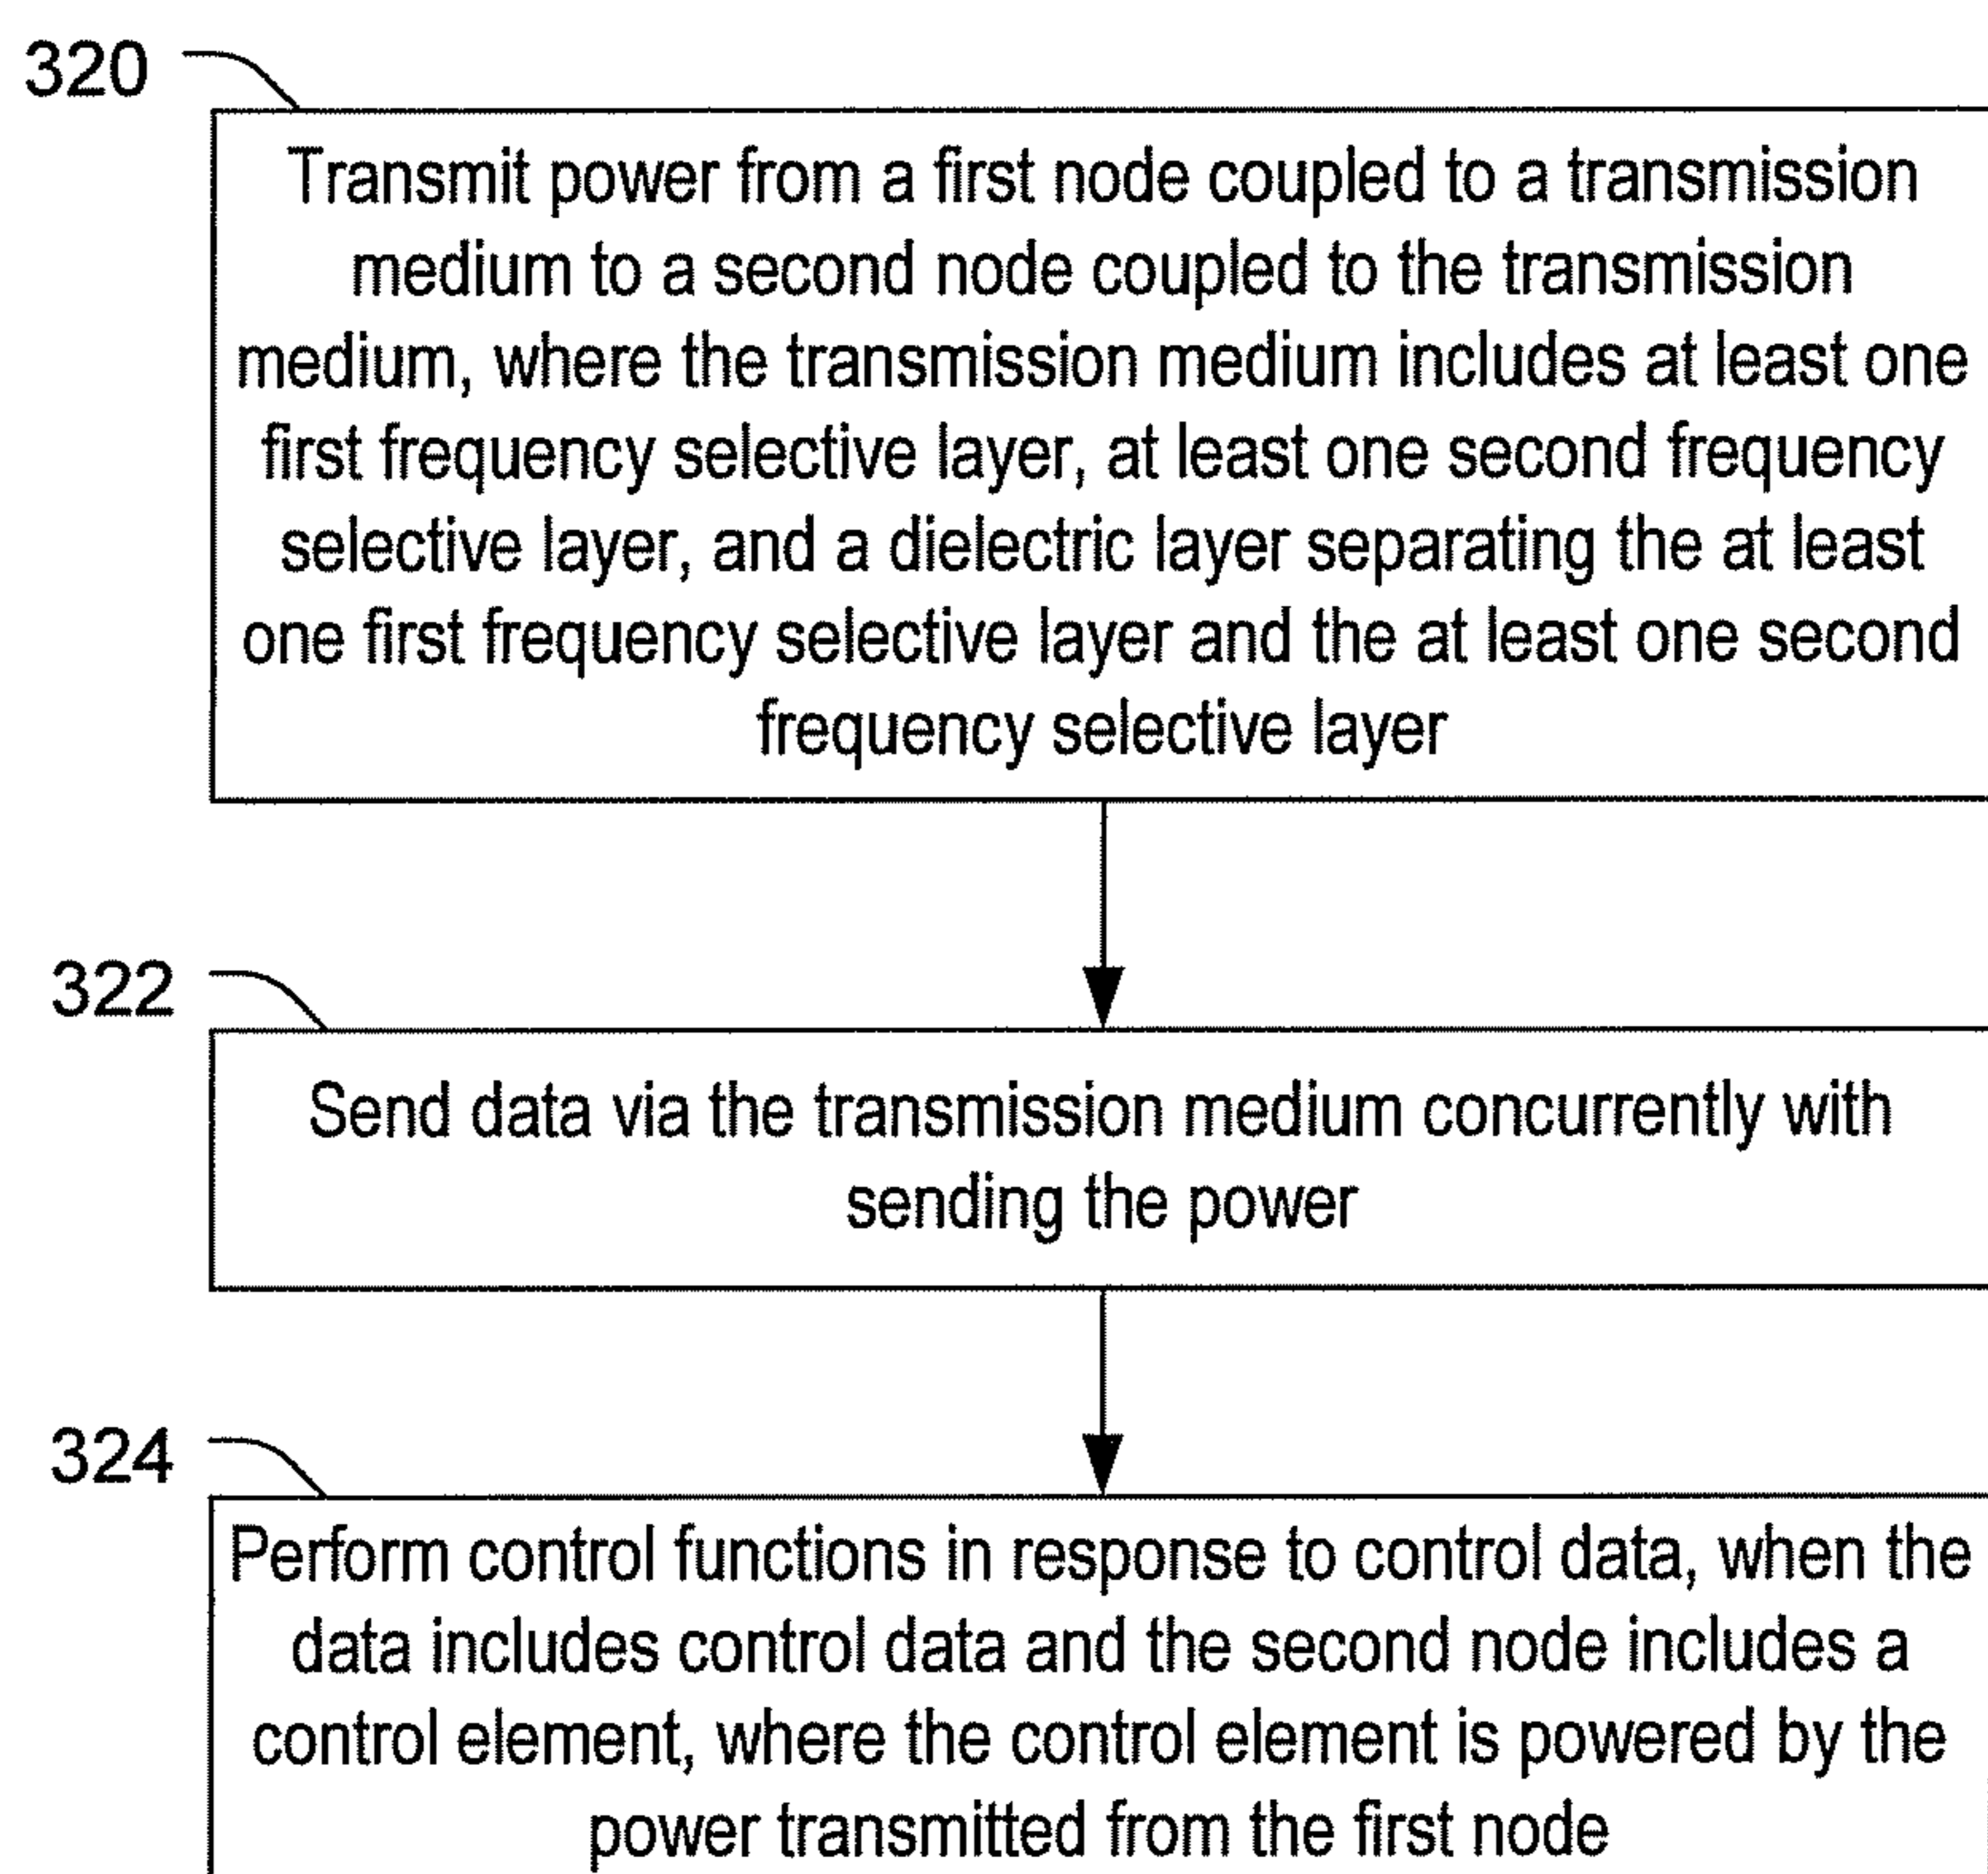 320
Transmit power from a first node coupled to a transmission
medium to a second node coupled to the transmission
medium, where the transmission medium includes at least one
first frequency selective layer, at least one second frequency
selective layer, and a dielectric layer separating the at least
one first frequency selective layer and the at least one second
frequency selective layer
322
Send data via the transmission medium concurrently with
sending the power
324
Perform control functions in response to control data, when the
data includes control data and the second node includes a
control element, where the control element is powered by the
power transmitted from the first node